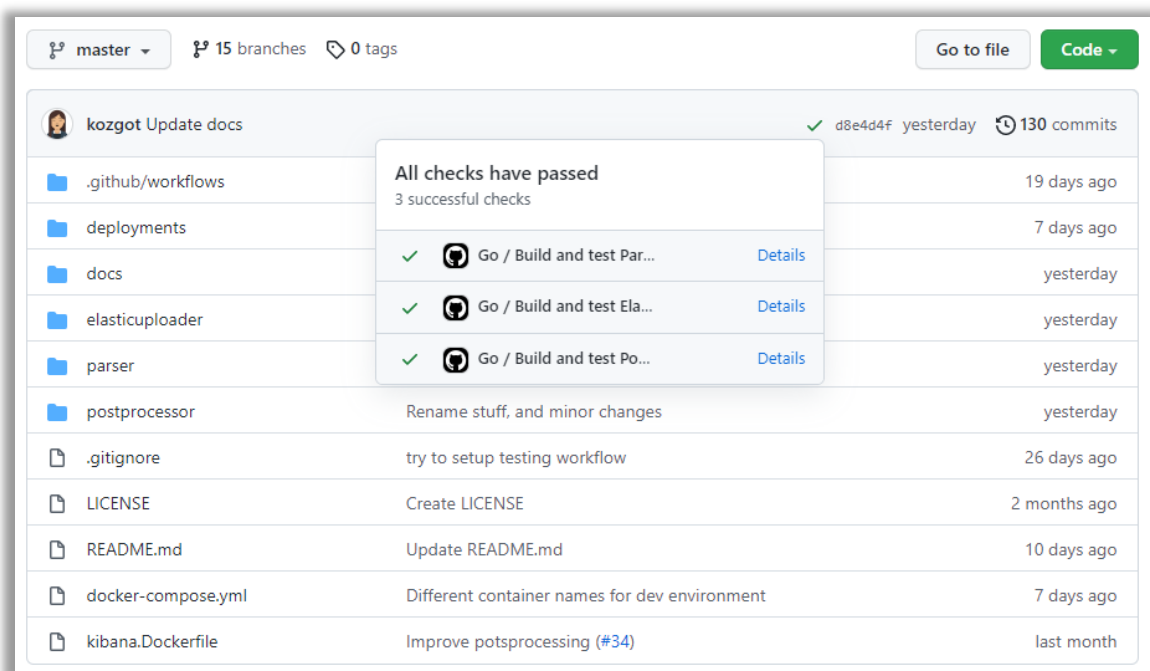 master 15 branches 0 tags Go to file Code
kozgot Update docs d8e4d4f yesterday 130 commits
All checks have passed
3 successful checks
Go / Build and test Par... Details
Go / Build and test Ela... Details
Go / Build and test Po... Details
.github/workflows 19 days ago
deployments 7 days ago
docs yesterday
elasticuploader yesterday
parser yesterday
postprocessor Rename stuff, and minor changes yesterday
.gitignore try to setup testing workflow 26 days ago
LICENSE Create LICENSE 2 months ago
README.md Update README.md 10 days ago
docker-compose.yml Different container names for dev environment 7 days ago
kibana.Dockerfile Improve potsprocessing (#34) last month